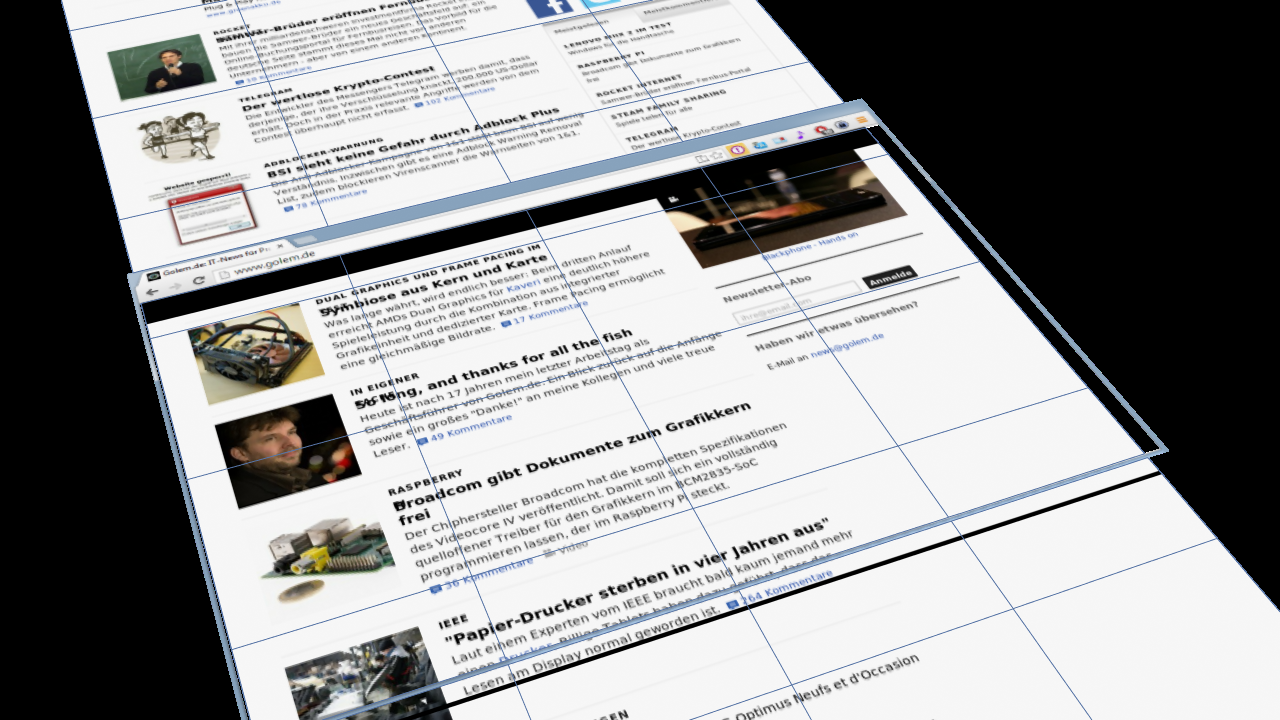 Plug & Play
www.golem.de
ROCKET
Samwer-Brüder eröffnen Fernbus
bauen die Samwer-Brüder ein neues Geschäftsfeld auf: ein
Online-Buchungsportal für Fernbusreisen. Das Vorbild für die
deutsche Seite stammt dieses Mal nicht vor
Unternehmern - aber von einem anderen Kontinent.
10 Kommentare
TELEGRAM
Der wertlose Krypto-Contest
Die Entwickler des Messengers Telegram werben damit, dass
derjenige, der ihre Verschlüsselung knackt, 200.000 US-Dollar
erhält. Doch in der Praxis relevante Angriffe werden von dem
Contest überhaupt nicht erfasst. 102 Kommentare
ADBLOCKER-WARNUNG
BSI sieht keine Gefahr durch Adblock Plus
Die Anti-Adblocker-Kampagne von 1&1 stößt beim BSI auf wenig
Verständnis. Inzwischen gibt es eine Adblock Warning Removal
List, zudem blockieren Virenscanner die Warnseiten von 1&1.
78 Kommentare
Website gesperrt!
Meistgelesen
Meistkommentiert
LENOVO MIIX 2 IM TEST
Windows für die Handtasche
RASPBERRY PI
Broadcom gibt Dokumente zum Grafikkern
frei
ROCKET INTERNET
Samwer-Brüder eröffnen Fernbus-Portal
STEAM FAMILY SHARING
Spiele teilen für alle
TELEGRAM
Der wertlose Krypto-Contest
Golem.de: IT-News für Pr
www.golem.de
DUAL GRAPHICS UND FRAME PACING IM
Symbiose aus Kern und Karte
Was lange währt, wird endlich besser: Beim dritten Anlauf
erreicht AMDs Dual Graphics für Kaveri eine deutlich höhere
Spieleleistung durch die Kombination aus integrierter
Grafikeinheit und dedizierter Karte. Frame Pacing ermöglicht
eine gleichmäßige Bildrate. 17 Kommentare
IN EIGENER
So long, and thanks for all the fish
Heute ist nach 17 Jahren mein letzter Arbeitstag als
Geschäftsführer von Golem.de. Ein Blick zurück auf die Anfänge
sowie ein großes "Danke!" an meine Kollegen und viele treue
Leser. 49 Kommentare
RASPBERRY
Broadcom gibt Dokumente zum Grafikkern
frei
Der Chiphersteller Broadcom hat die kompletten Spezifikationen
des Videocore IV veröffentlicht. Damit soll sich ein vollständig
quelloffener Treiber für den Grafikkern im BCM2835-SoC
programmieren lassen, der im Raspberry Pi steckt.
36 Kommentare Video
IEEE
"Papier-Drucker sterben in vier Jahren aus"
Laut einem Experten vom IEEE braucht bald kaum jemand mehr
einen Drucker. Billige Tablets haben dazu geführt, dass das
Lesen am Display normal geworden ist. 264 Kommentare
Blackphone - Hands on
Newsletter-Abo
ihre@email.com
Anmelde
Haben wir etwas übersehen?
E-Mail an news@golem.de
Optimus Neufs et d'Occasion